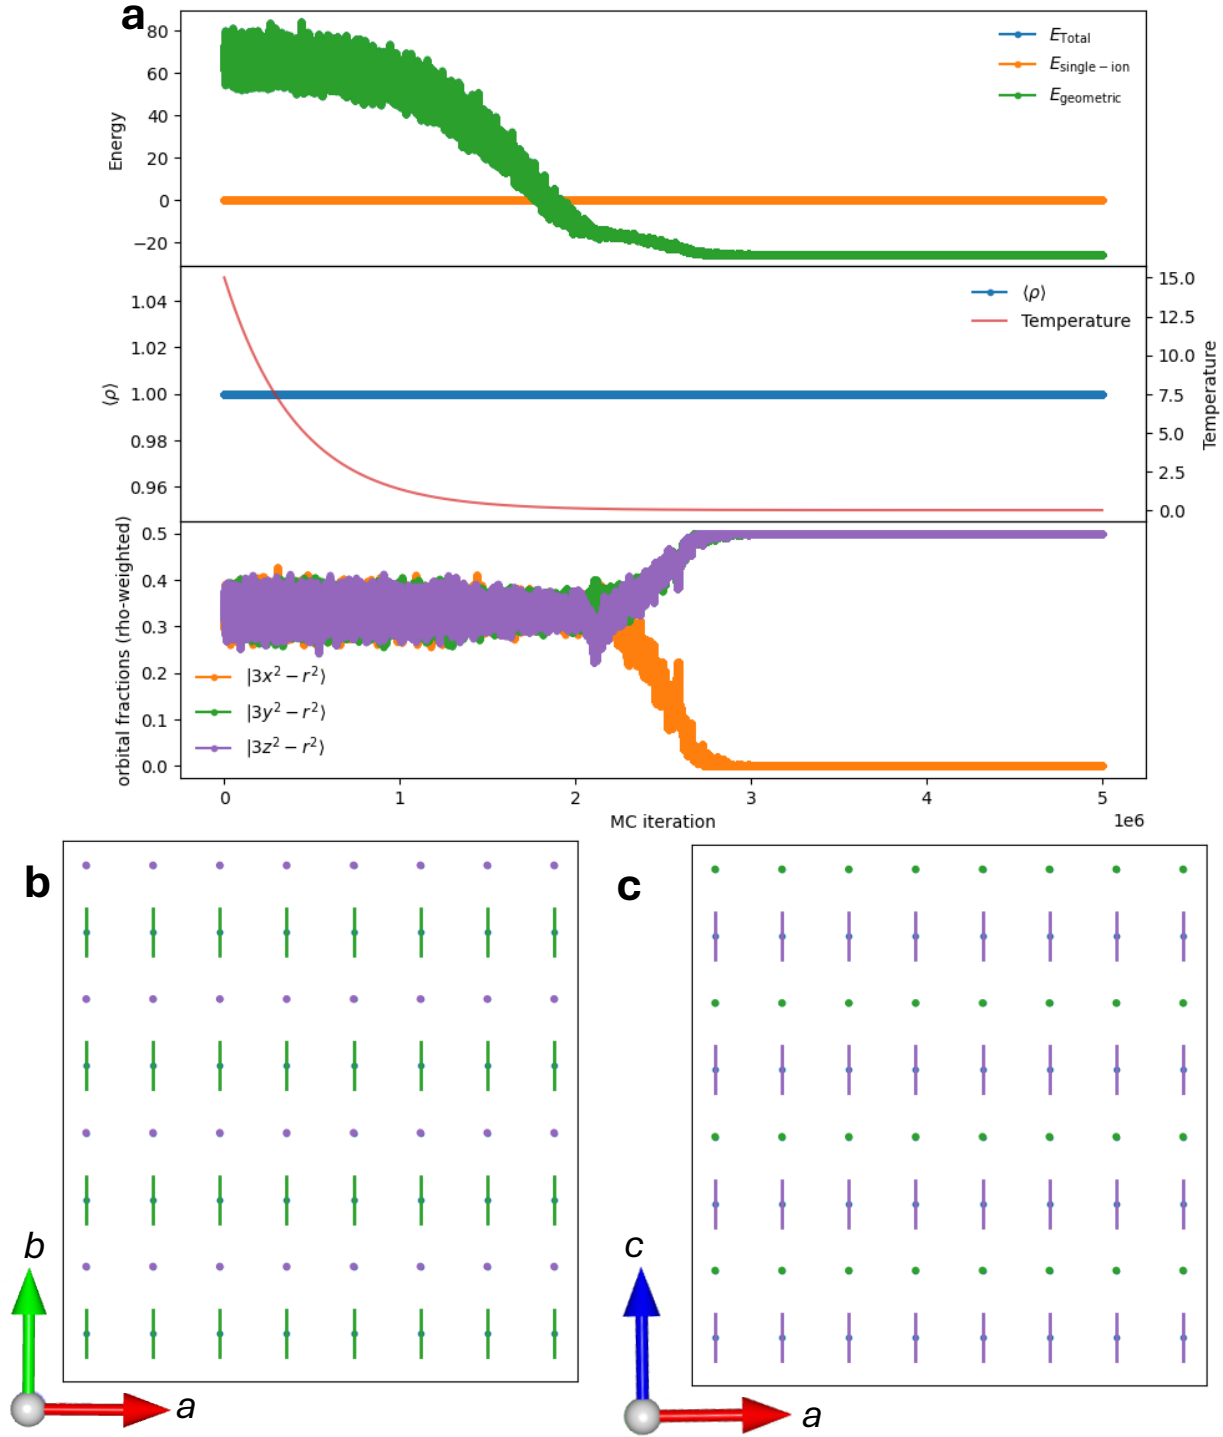 a
Energy
80
60
40
20
0
−20
E_Total
E_single−ion
E_geometric
⟨ρ⟩
1.04
1.02
1.00
0.98
0.96
⟨ρ⟩
Temperature
15.0
12.5
10.0
7.5
5.0
2.5
0.0
Temperature
orbital fractions (rho-weighted)
0.5
0.4
0.3
0.2
0.1
0.0
|3x² − r²⟩
|3y² − r²⟩
|3z² − r²⟩
0 1 2 3 4 5
MC iteration
1e6
b
b
a
c
c
a